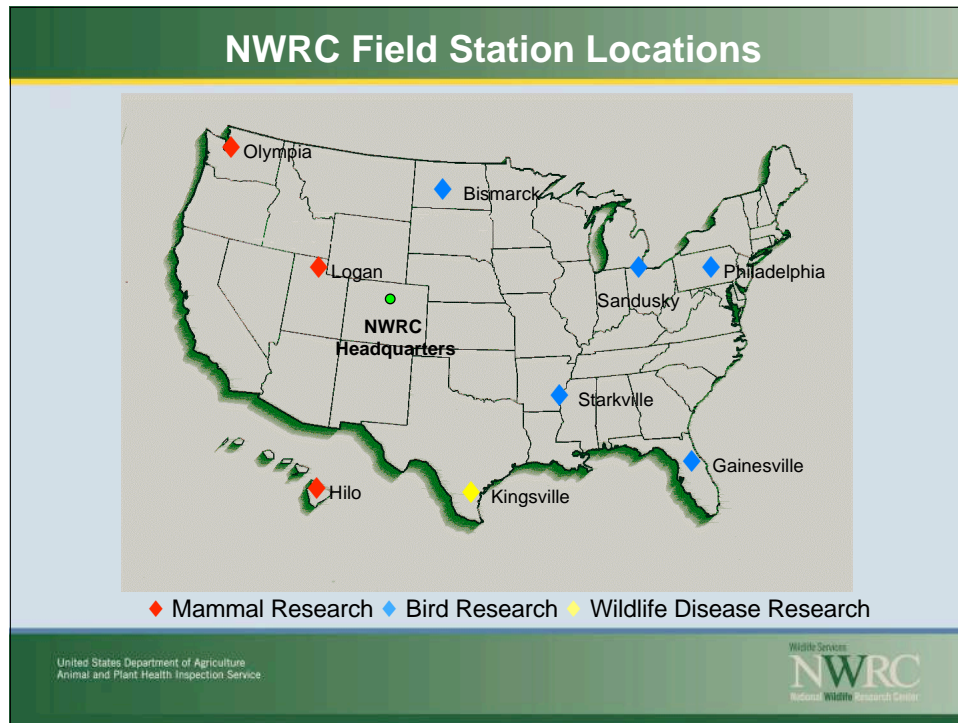 NWRC Field Station Locations
Olympia
Bismarck
Logan
Philadelphia
Sandusky
NWRC
Headquarters
Starkville
Gainesville
Hilo
Kingsville
Mammal Research Bird Research Wildlife Disease Research
United States Department of Agriculture
Animal and Plant Health Inspection Service
Wildlife Services
NWRC
National Wildlife Research Center